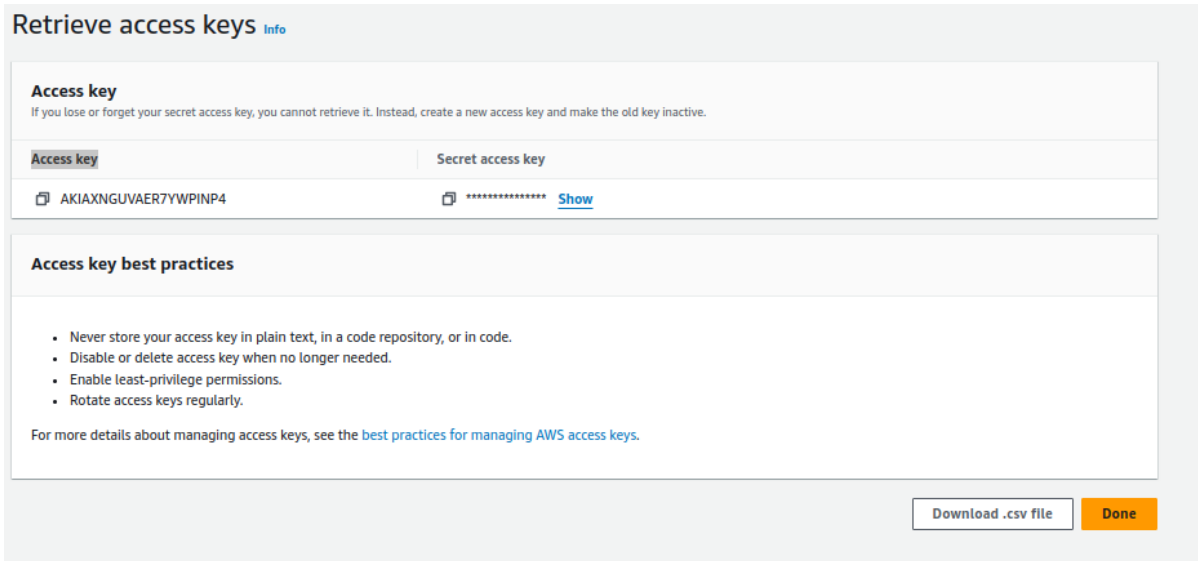 Retrieve access keys Info
Access key
If you lose or forget your secret access key, you cannot retrieve it. Instead, create a new access key and make the old key inactive.
Access key Secret access key
AKIAXNGUVAER7YWPINP4 *************** Show
Access key best practices
• Never store your access key in plain text, in a code repository, or in code.
• Disable or delete access key when no longer needed.
• Enable least-privilege permissions.
• Rotate access keys regularly.
For more details about managing access keys, see the best practices for managing AWS access keys.
Download .csv file Done